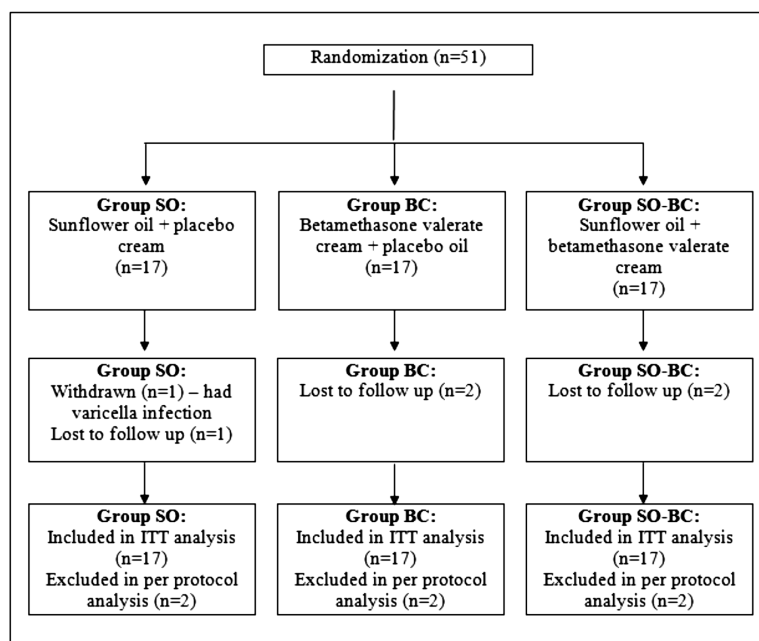 Randomization (n=51)
Group SO:
Sunflower oil + placebo
cream
(n=17)
Group BC:
Betamethasone valerate
cream + placebo oil
(n=17)
Group SO-BC:
Sunflower oil +
betamethasone valerate
cream
(n=17)
Group SO:
Withdrawn (n=1) – had
varicella infection
Lost to follow up (n=1)
Group BC:
Lost to follow up (n=2)
Group SO-BC:
Lost to follow up (n=2)
Group SO:
Included in ITT analysis
(n=17)
Excluded in per protocol
analysis (n=2)
Group BC:
Included in ITT analysis
(n=17)
Excluded in per protocol
analysis (n=2)
Group SO-BC:
Included in ITT analysis
(n=17)
Excluded in per protocol
analysis (n=2)